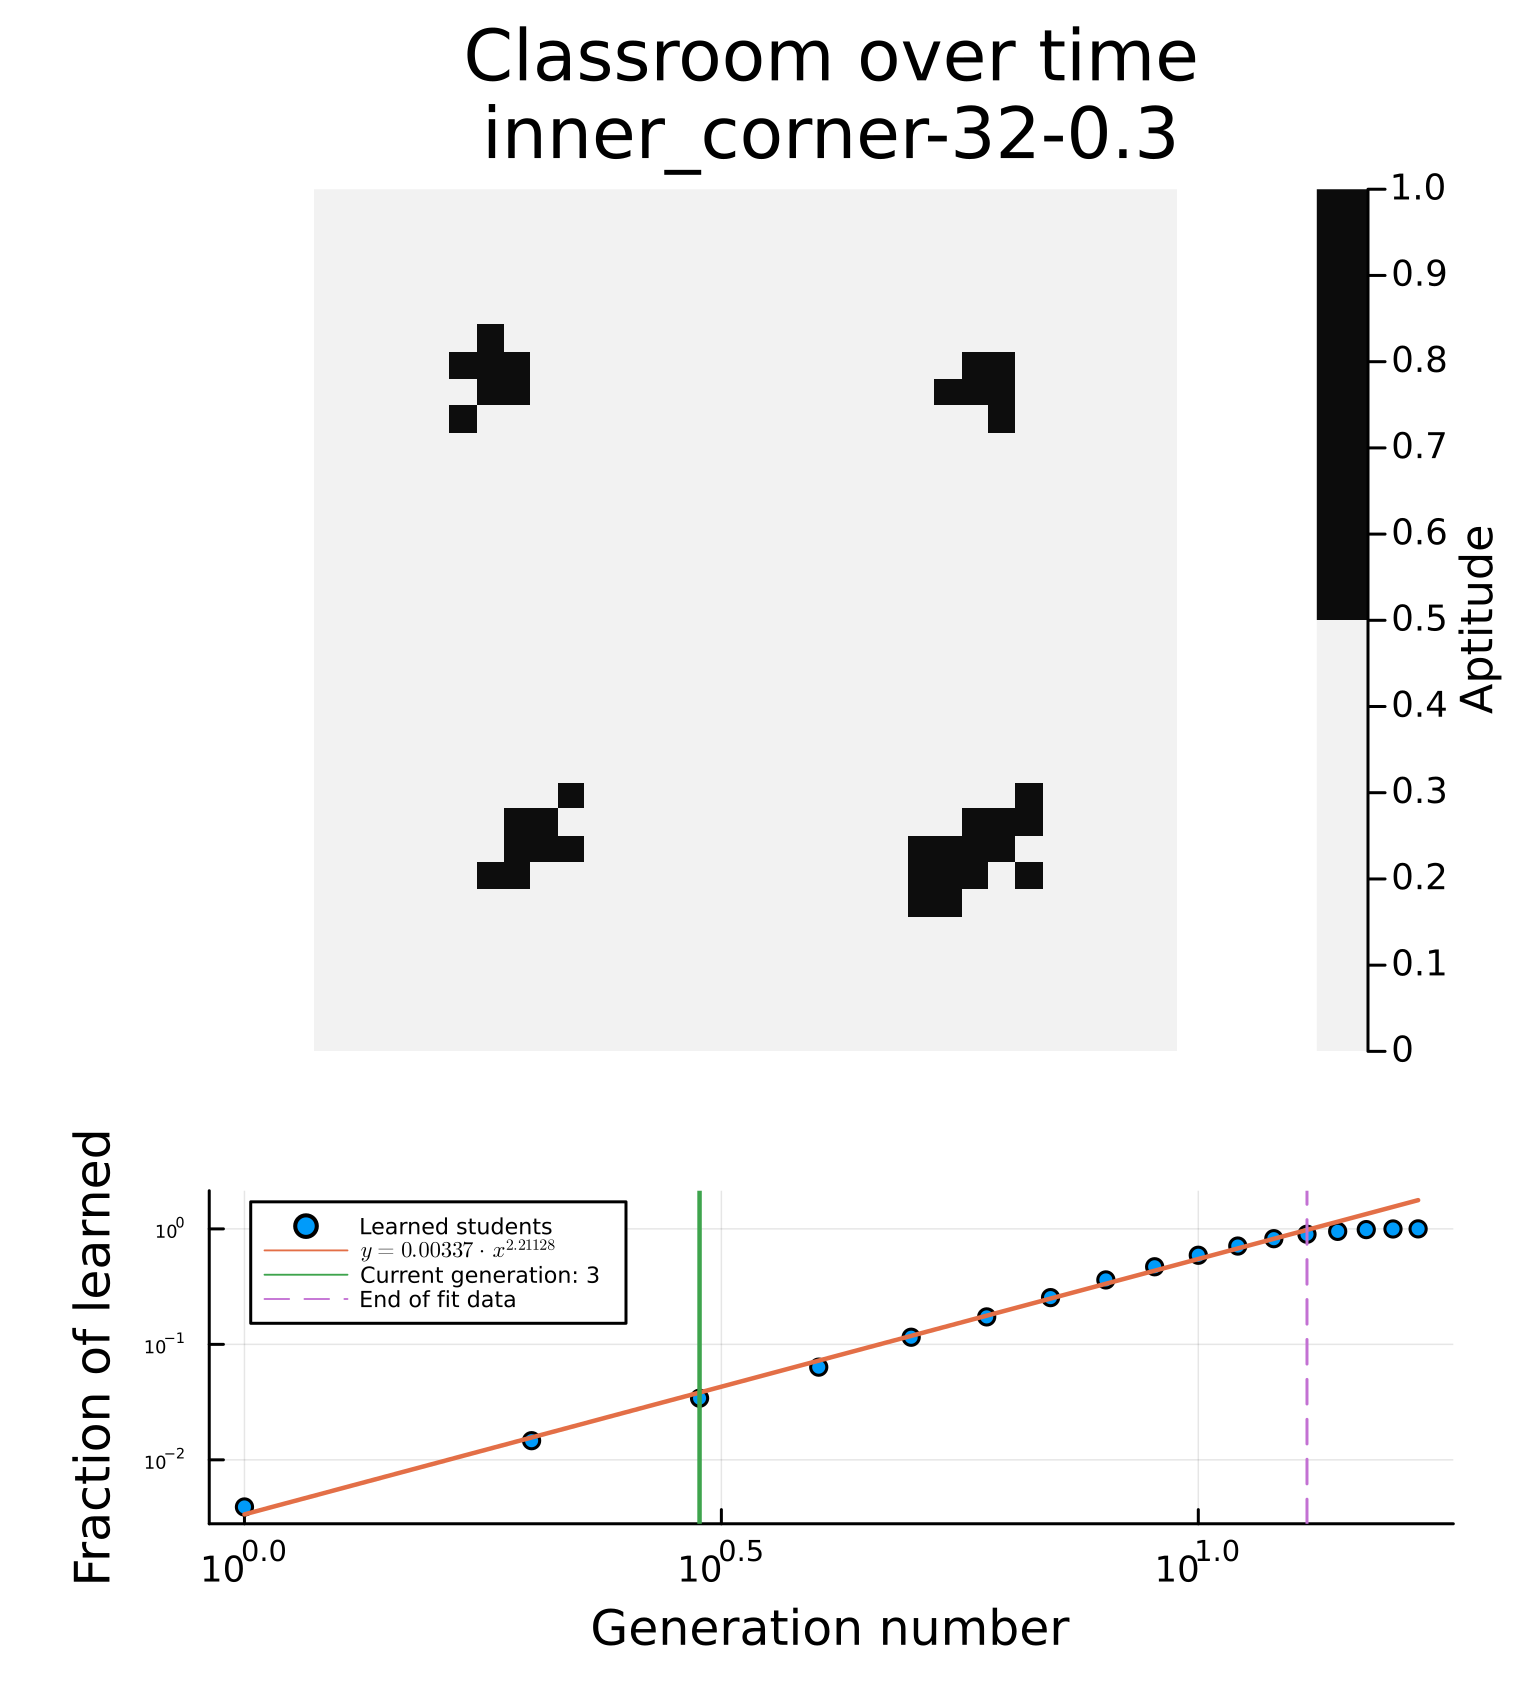 Classroom over time
inner_corner-32-0.3
1.0
0.9
0.8
0.7
0.6
0.5
0.4
0.3
0.2
0.1
0
Aptitude
Fraction of learned
10⁰
10⁻¹
10⁻²
Learned students
y = 0.00337 · x^{2.21128}
Current generation: 3
End of fit data
10^{0.0} 10^{0.5} 10^{1.0}
Generation number